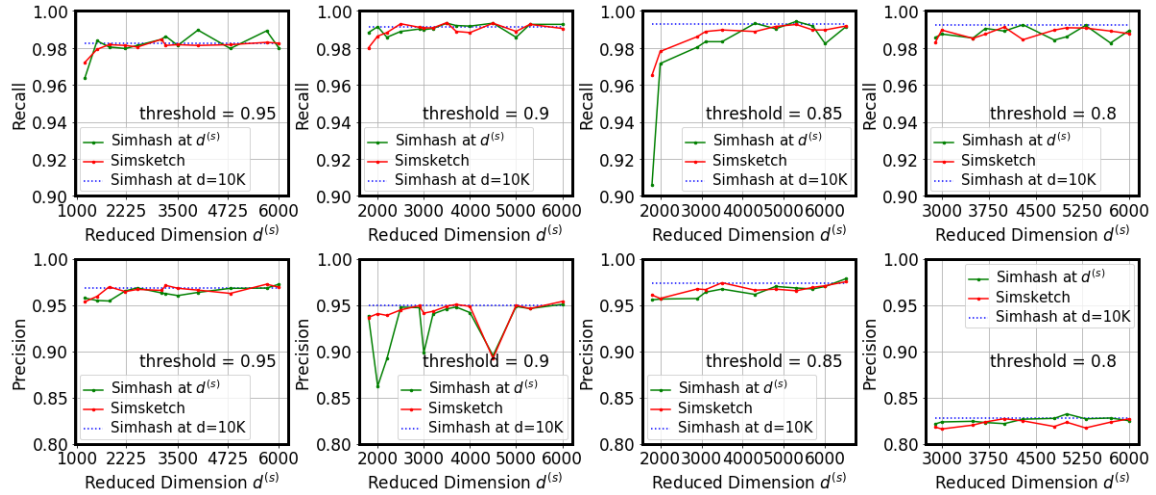 1.00
0.98
0.96
0.94
0.92
0.90
Recall
threshold = 0.95
Simhash at d^(s)
Simsketch
Simhash at d=10K
1000 2225 3500 4725 6000
Reduced Dimension d^(s)
1.00
0.98
0.96
0.94
0.92
0.90
Recall
threshold = 0.9
Simhash at d^(s)
Simsketch
Simhash at d=10K
2000 3000 4000 5000 6000
Reduced Dimension d^(s)
1.00
0.98
0.96
0.94
0.92
0.90
Recall
threshold = 0.85
Simhash at d^(s)
Simsketch
Simhash at d=10K
1800 2000 3000 4000 5000 6000
Reduced Dimension d^(s)
1.00
0.98
0.96
0.94
0.92
0.90
Recall
threshold = 0.8
Simhash at d^(s)
Simsketch
Simhash at d=10K
3000 3750 4500 5250 6000
Reduced Dimension d^(s)
1.00
0.95
0.90
0.85
0.80
Precision
threshold = 0.95
Simhash at d^(s)
Simsketch
Simhash at d=10K
1000 2225 3500 4725 6000
Reduced Dimension d^(s)
1.00
0.95
0.90
0.85
0.80
Precision
threshold = 0.9
Simhash at d^(s)
Simsketch
Simhash at d=10K
2000 3000 4000 5000 6000
Reduced Dimension d^(s)
1.00
0.95
0.90
0.85
0.80
Precision
threshold = 0.85
Simhash at d^(s)
Simsketch
Simhash at d=10K
1800 2000 3000 4000 5000 6000
Reduced Dimension d^(s)
1.00
0.95
0.90
0.85
0.80
Precision
Simhash at d^(s)
Simsketch
Simhash at d=10K
threshold = 0.8
3000 3750 4500 5250 6000
Reduced Dimension d^(s)